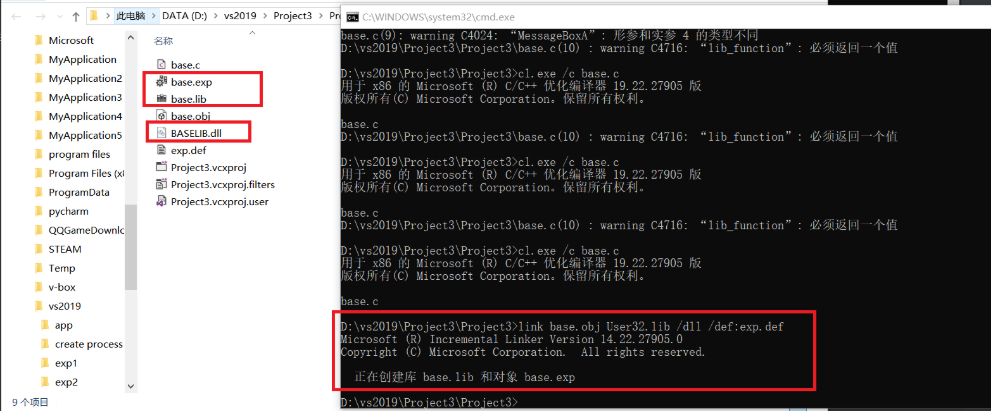 此电脑 > DATA (D:) > vs2019 > Project3 >
Microsoft
MyApplication
MyApplication2
MyApplication3
MyApplication4
MyApplication5
program files
Program Files (x
ProgramData
pycharm
QQGameDownlo
STEAM
Temp
v-box
vs2019
app
create process
exp1
exp2
9 个项目
名称
base.c
base.exp
base.lib
base.obj
BASELIB.dll
exp.def
Project3.vcxproj
Project3.vcxproj.filters
Project3.vcxproj.user
C:\WINDOWS\system32\cmd.exe
base.c(9): warning C4024: “MessageBoxA”: 形参和实参 4 的类型不同
D:\vs2019\Project3\Project3\base.c(10) : warning C4716: “lib_function”: 必须返回一个值
D:\vs2019\Project3\Project3>cl.exe /c base.c
用于 x86 的 Microsoft (R) C/C++ 优化编译器 19.22.27905 版
版权所有(C) Microsoft Corporation。保留所有权利。
base.c
D:\vs2019\Project3\Project3\base.c(10) : warning C4716: “lib_function”: 必须返回一个值
D:\vs2019\Project3\Project3>cl.exe /c base.c
用于 x86 的 Microsoft (R) C/C++ 优化编译器 19.22.27905 版
版权所有(C) Microsoft Corporation。保留所有权利。
base.c
D:\vs2019\Project3\Project3\base.c(10) : warning C4716: “lib_function”: 必须返回一个值
D:\vs2019\Project3\Project3>cl.exe /c base.c
用于 x86 的 Microsoft (R) C/C++ 优化编译器 19.22.27905 版
版权所有(C) Microsoft Corporation。保留所有权利。
base.c
D:\vs2019\Project3\Project3>link base.obj User32.lib /dll /def:exp.def
Microsoft (R) Incremental Linker Version 14.22.27905.0
Copyright (C) Microsoft Corporation.  All rights reserved.
正在创建库 base.lib 和对象 base.exp
D:\vs2019\Project3\Project3>